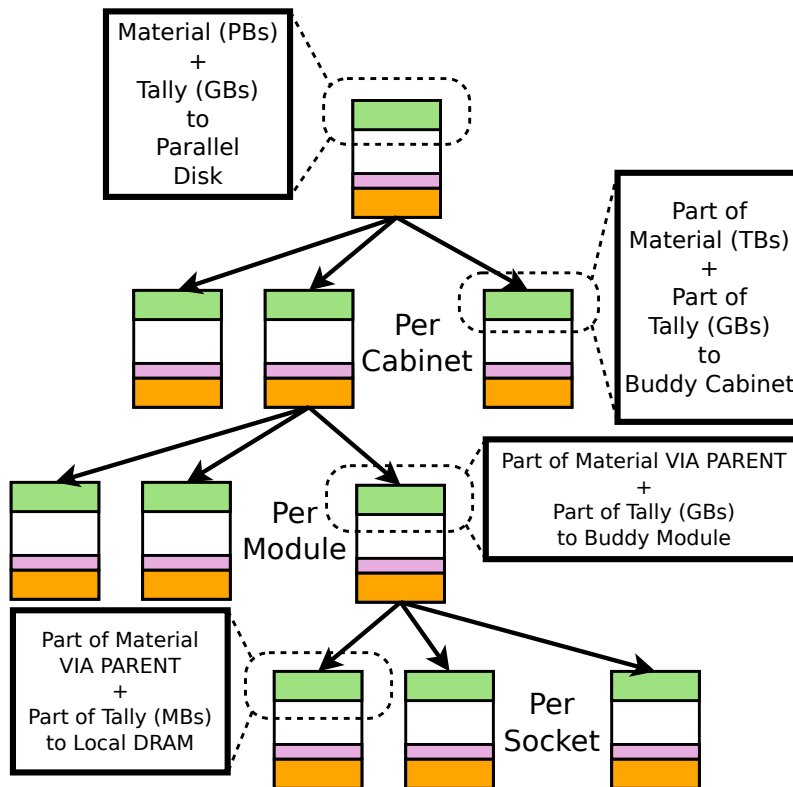 Material (PBs)
+
Tally (GBs)
to
Parallel
Disk
Part of
Material (TBs)
+
Part of
Tally (GBs)
to
Buddy Cabinet
Per
Cabinet
Part of Material VIA PARENT
+
Part of Tally (GBs)
to Buddy Module
Per
Module
Part of Material
VIA PARENT
+
Part of Tally (MBs)
to Local DRAM
Per
Socket